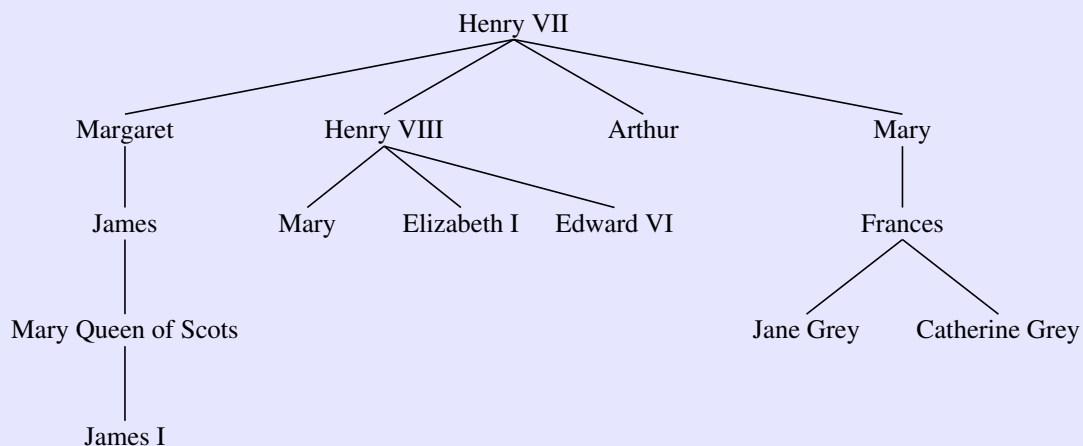 Henry VII
Margaret Henry VIII Arthur Mary
James Mary Elizabeth I Edward VI Frances
Mary Queen of Scots Jane Grey Catherine Grey
James I